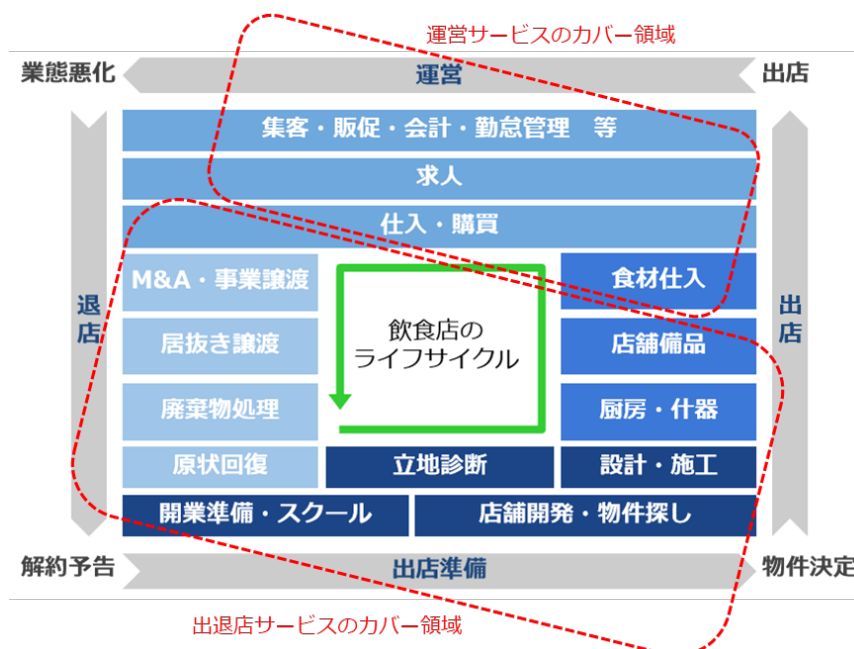 運営サービスのカバー領域
業態悪化
運営
出店
集客・販促・会計・勤怠管理　等
求人
仕入・購買
退店
M&A・事業譲渡
食材仕入
出店
飲食店の
ライフサイクル
居抜き譲渡
店舗備品
廃棄物処理
厨房・什器
原状回復
立地診断
設計・施工
開業準備・スクール
店舗開発・物件探し
解約予告
出店準備
物件決定
出退店サービスのカバー領域